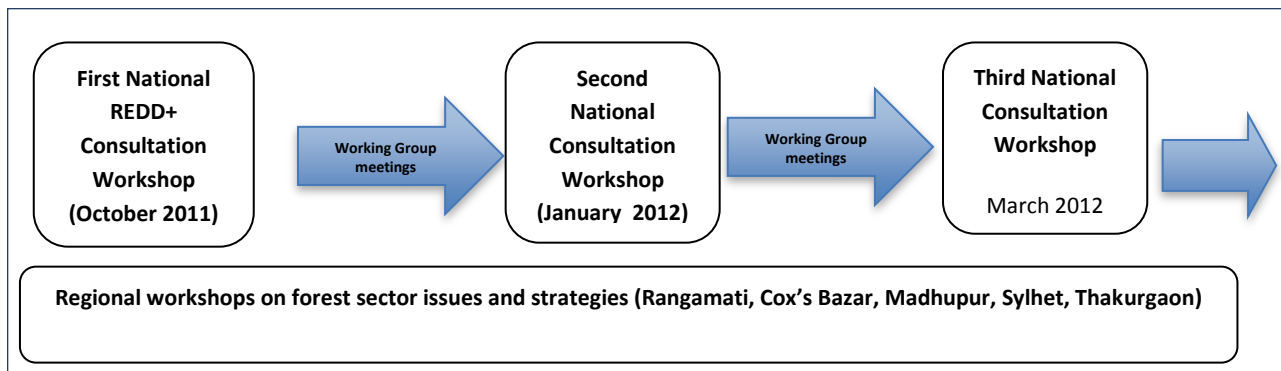 First National
REDD+
Consultation
Workshop
(October 2011)
Working Group
meetings
Second
National
Consultation
Workshop
(January  2012)
Working Group
meetings
Third National
Consultation
Workshop
March 2012
Regional workshops on forest sector issues and strategies (Rangamati, Cox’s Bazar, Madhupur, Sylhet, Thakurgaon)